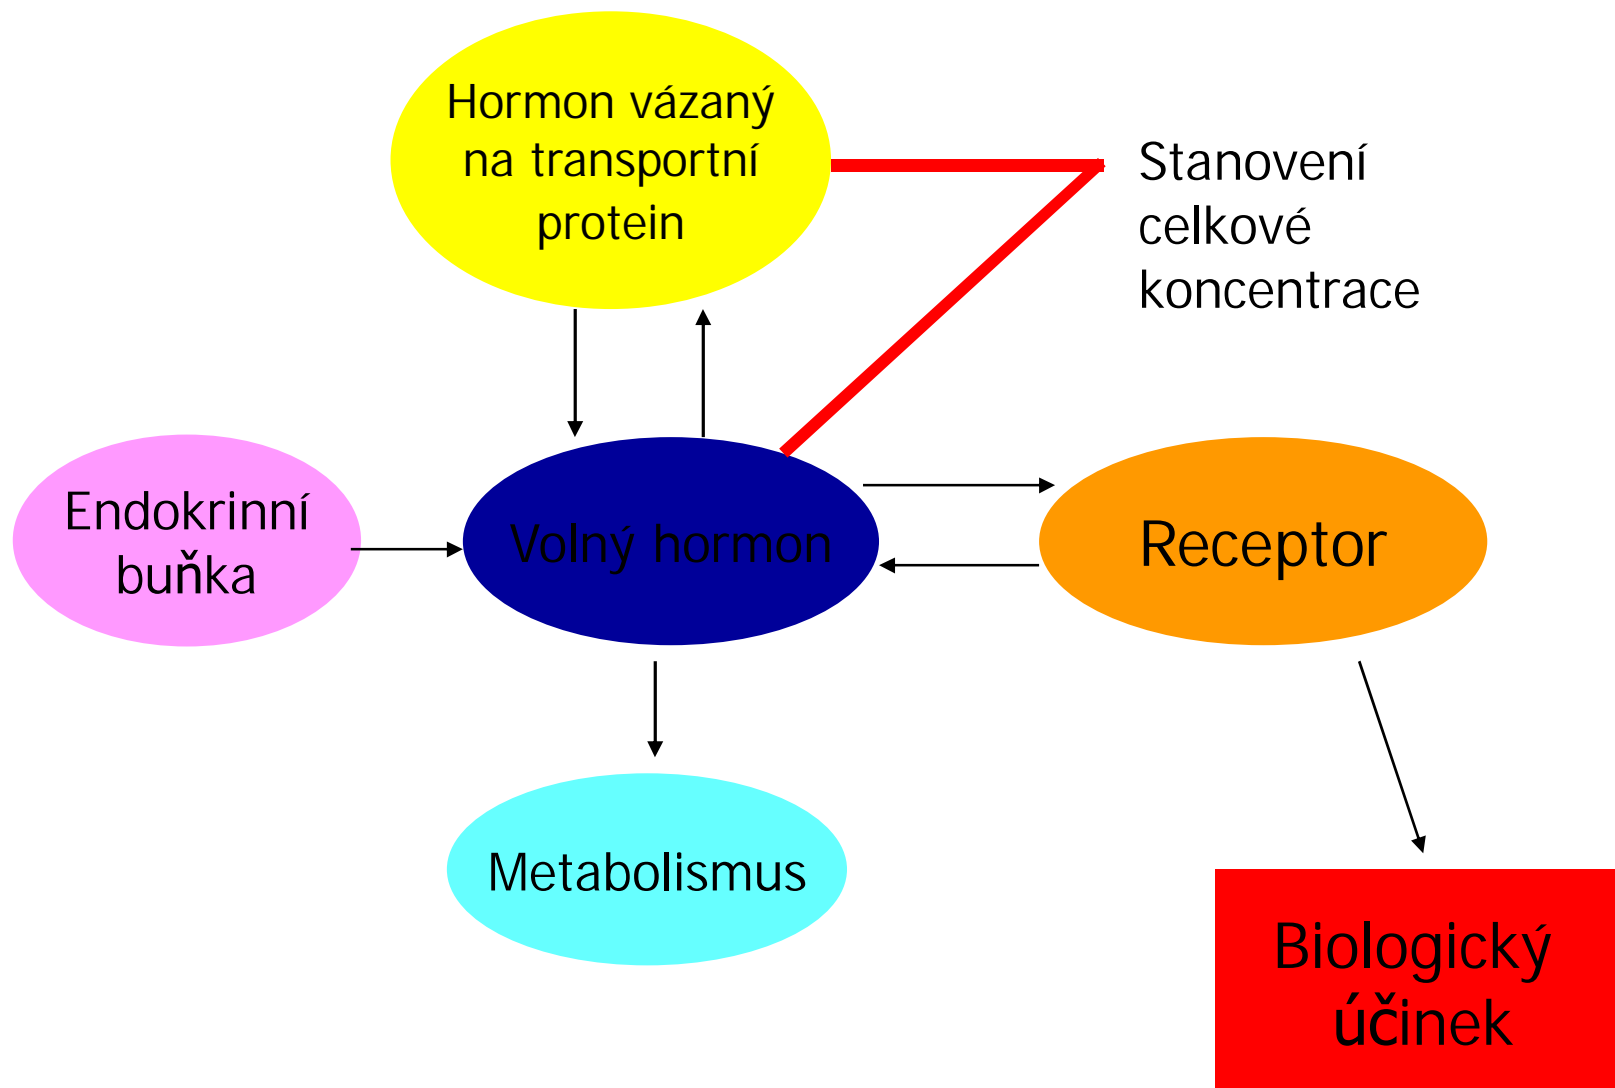 Hormon vázaný
na transportní
protein
Stanovení
celkové
koncentrace
Endokrinní
buňka
Volný hormon
Receptor
Metabolismus
Biologický
účinek